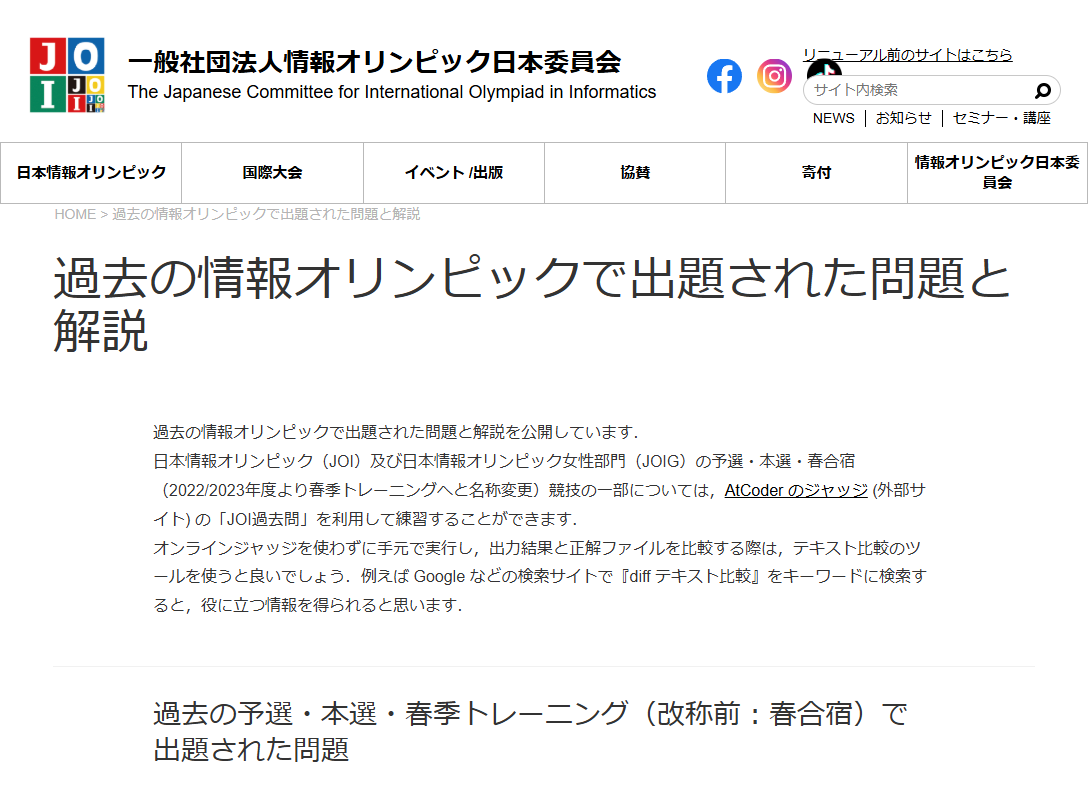 JOI
JOI
JOI
一般社団法人情報オリンピック日本委員会
The Japanese Committee for International Olympiad in Informatics
リニューアル前のサイトはこちら
サイト内検索
NEWS お知らせ セミナー・講座
日本情報オリンピック 国際大会 イベント /出版 協賛 寄付 情報オリンピック日本委
員会
HOME > 過去の情報オリンピックで出題された問題と解説
過去の情報オリンピックで出題された問題と
解説
過去の情報オリンピックで出題された問題と解説を公開しています．
日本情報オリンピック（JOI）及び日本情報オリンピック女性部門（JOIG）の予選・本選・春合宿
（2022/2023年度より春季トレーニングへと名称変更）競技の一部については，AtCoder のジャッジ (外部サ
イト) の「JOI過去問」を利用して練習することができます．
オンラインジャッジを使わずに手元で実行し，出力結果と正解ファイルを比較する際は，テキスト比較のツ
ールを使うと良いでしょう．例えば Google などの検索サイトで『diff テキスト比較』をキーワードに検索す
ると，役に立つ情報を得られると思います．
過去の予選・本選・春季トレーニング（改称前：春合宿）で
出題された問題